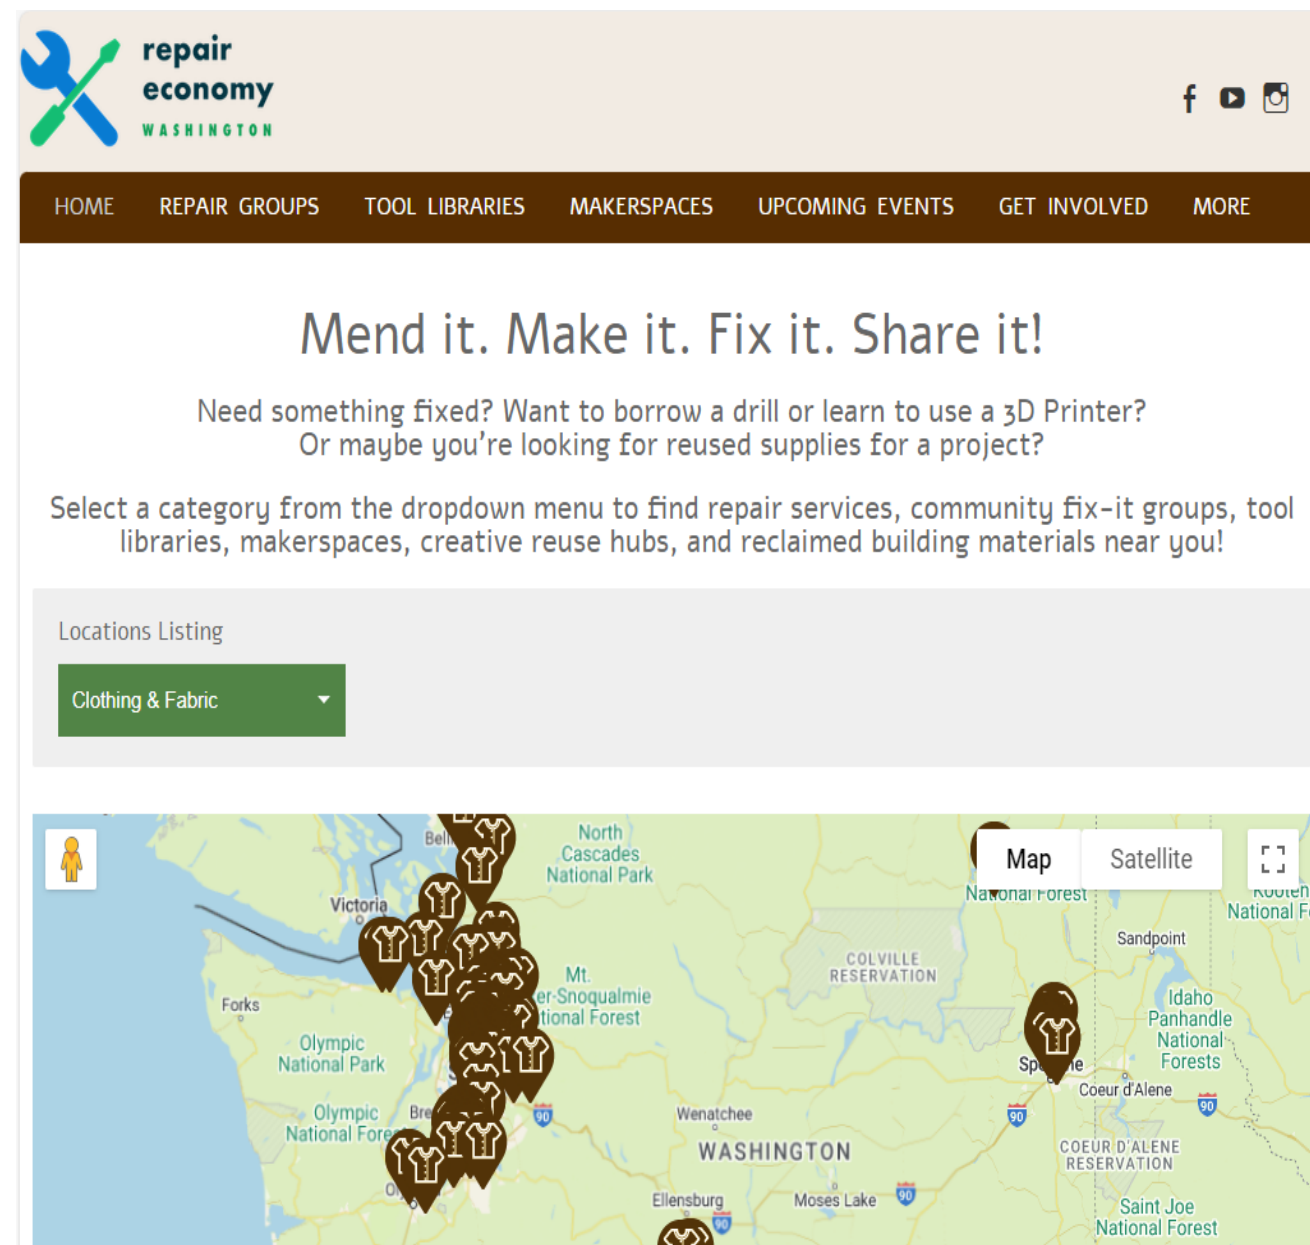 repair
economy
WASHINGTON
HOME REPAIR GROUPS TOOL LIBRARIES MAKERSPACES UPCOMING EVENTS GET INVOLVED MORE
Mend it. Make it. Fix it. Share it!
Need something fixed? Want to borrow a drill or learn to use a 3D Printer?
Or maybe you're looking for reused supplies for a project?
Select a category from the dropdown menu to find repair services, community fix-it groups, tool
libraries, makerspaces, creative reuse hubs, and reclaimed building materials near you!
Locations Listing
Clothing & Fabric
North
Cascades
National Park
Map Satellite
National Forest
National
Victoria
Sandpoint
COLVILLE
RESERVATION
Mt.
Forks
Idaho
Panhandle
National
Forests
Olympic
National Park
Coeur d'Alene
90
90
90
Olympic
National
Wenatchee
WASHINGTON
COEUR D'ALENE
RESERVATION
Ellensburg
Moses Lake
90
90
Saint Joe
National Forest